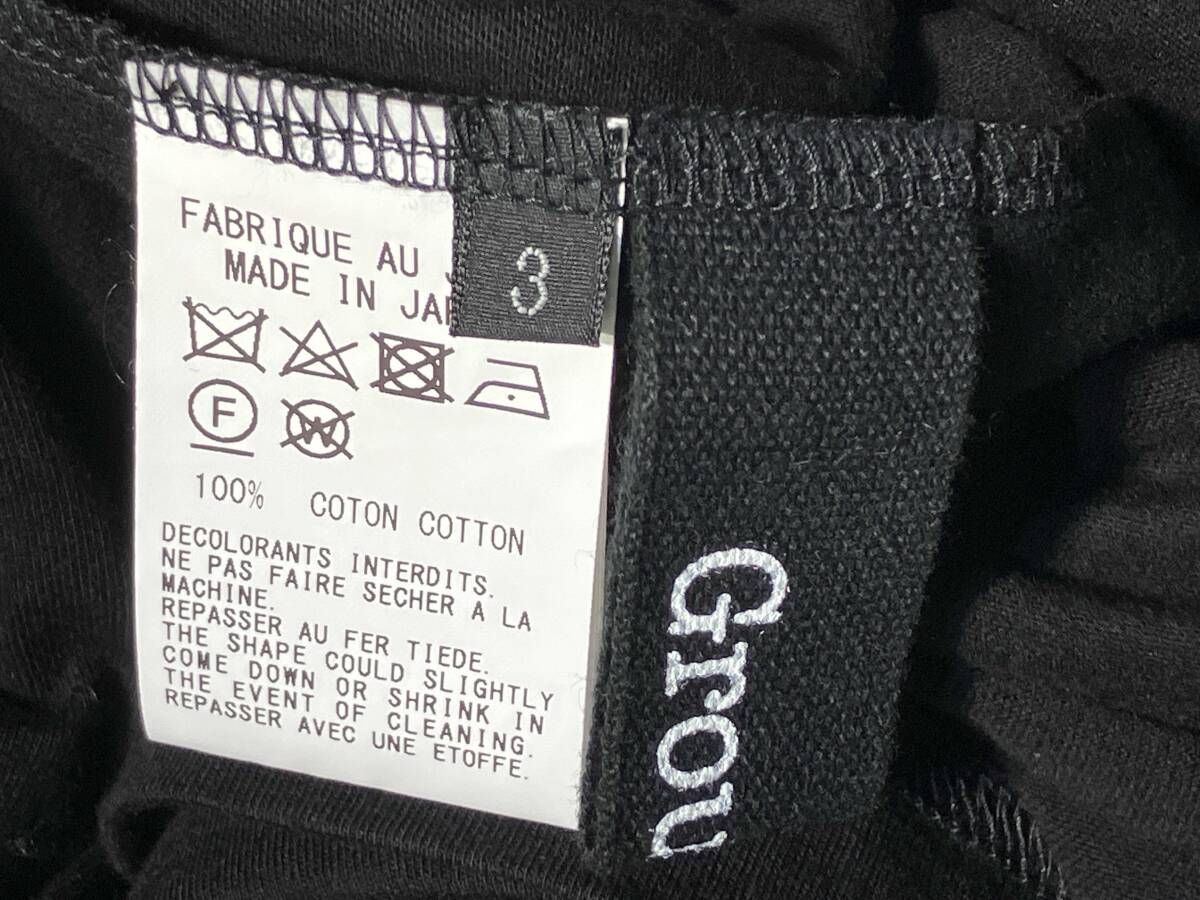 FABRIQUE AU
MADE IN JAP
3
F
W
100% COTON COTTON
DECOLORANTS INTERDITS.
NE PAS FAIRE SECHER A LA
MACHINE.
REPASSER AU FER TIEDE.
THE SHAPE COULD SLIGHTLY
COME DOWN OR SHRINK IN
THE EVENT OF CLEANING.
REPASSER AVEC UNE ETOFFE.
Grou